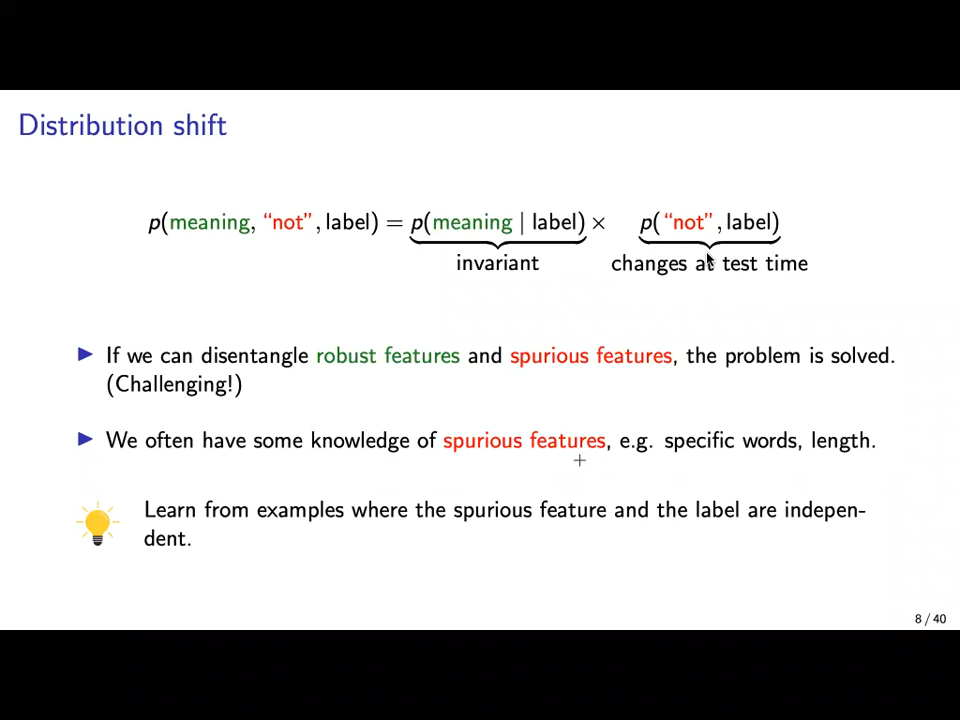 Distribution shift
p(meaning, “not”, label) = p(meaning | label) × p(“not”, label)
invariant changes at test time
▶ If we can disentangle robust features and spurious features, the problem is solved.
(Challenging!)
▶ We often have some knowledge of spurious features, e.g. specific words, length.
Learn from examples where the spurious feature and the label are indepen-
dent.
8 / 40